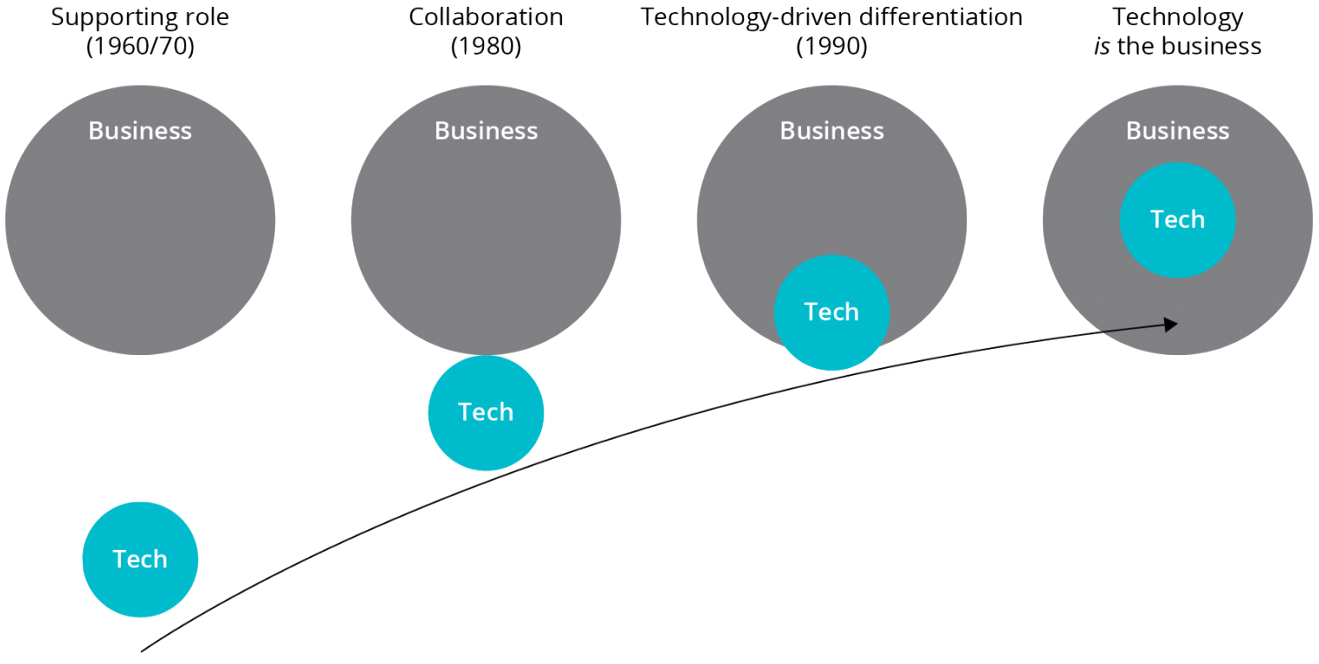 Supporting role
(1960/70)
Collaboration
(1980)
Technology-driven differentiation
(1990)
Technology
is the business
Business
Business
Business
Business
Tech
Tech
Tech
Tech